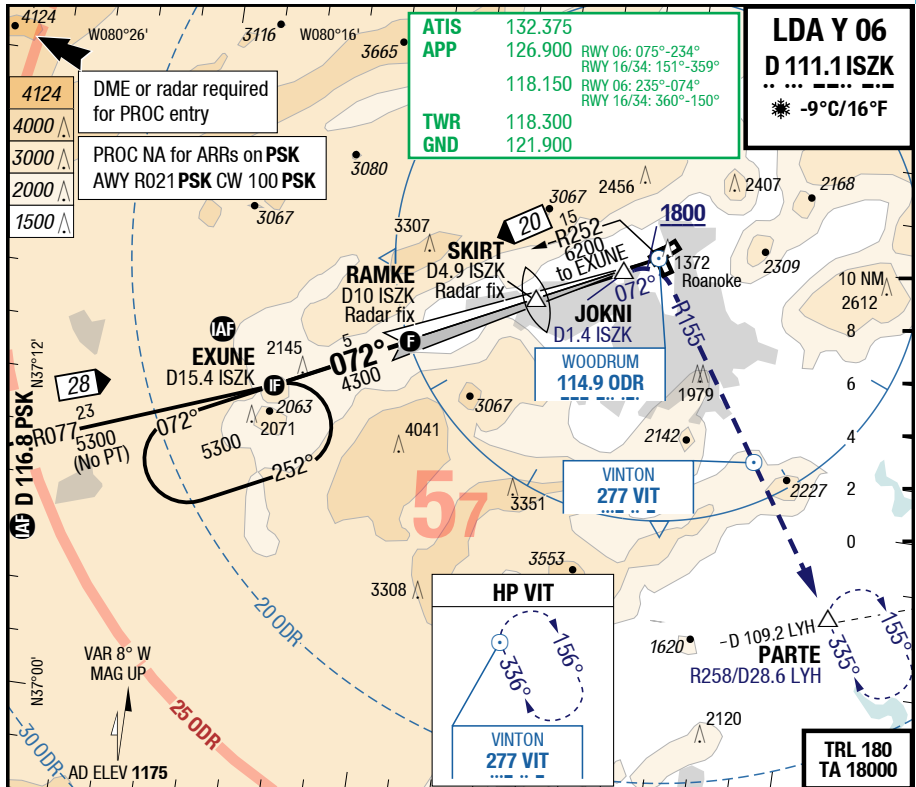 4124
W080°26'
3116
W080°16'
3665
ATIS 132.375
APP 126.900 RWY 06: 075°-234°
RWY 16/34: 151°-359°
118.150 RWY 06: 235°-074°
RWY 16/34: 360°-150°
TWR 118.300
GND 121.900
LDA Y 06
D 111.1 ISZK
-9°C/16°F
4124
4000
3000
2000
1500
DME or radar required
for PROC entry
PROC NA for ARRs on PSK
AWY R021 PSK CW 100 PSK
3080
3067
3307
3067
2456
2407
2168
20
15
R252
6200
to EXUNE
1800
SKIRT
D4.9 ISZK
Radar fix
RAMKE
D10 ISZK
Radar fix
1372
Roanoke
2309
10 NM
2612
8
6
4
2
0
JOKNI
D1.4 ISZK
072°
R155
WOODRUM
114.9 ODR
1979
IAF
EXUNE
D15.4 ISZK
2145
5
072°
4300
F
IF
N37°12'
28
23
R077
5300
(No PT)
072°
5300
252°
2063
2071
3067
4041
2142
IAF D 116.8 PSK
57
3351
VINTON
277 VIT
2227
3553
3308
20 ODR
HP VIT
156°
336°
VINTON
277 VIT
D 109.2 LYH
PARTE
R258/D28.6 LYH
335°
155°
1620
2120
VAR 8° W
MAG UP
N37°00'
25 ODR
30 ODR
AD ELEV 1175
TRL 180
TA 18000